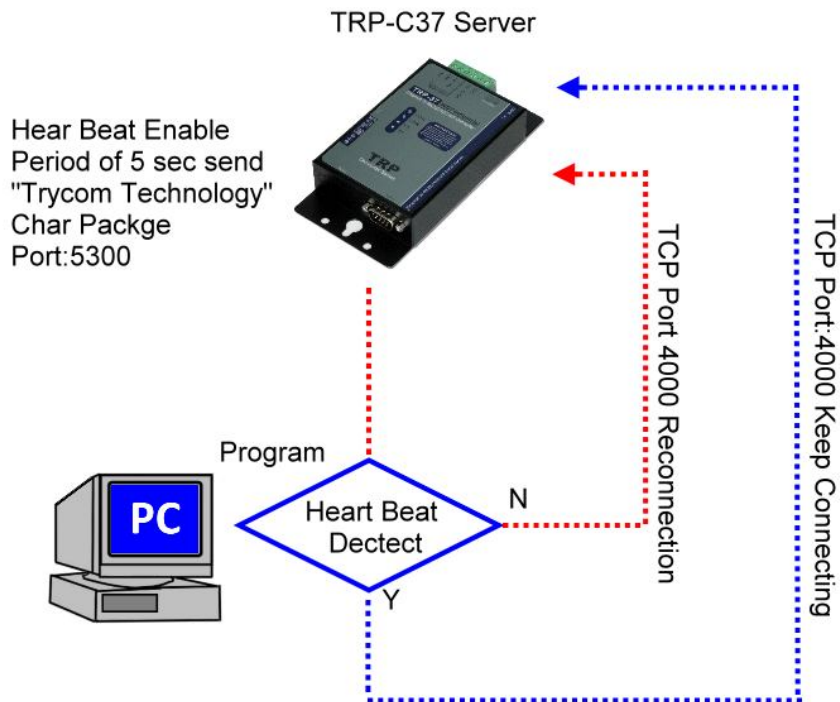 TRP-C37 Server
Hear Beat Enable
Period of 5 sec send
"Trycom Technology"
Char Packge
Port:5300
TRP
TCP Port 4000 Reconnection
TCP Port:4000 Keep Connecting
Program
PC
Heart Beat
Dectect
N
Y